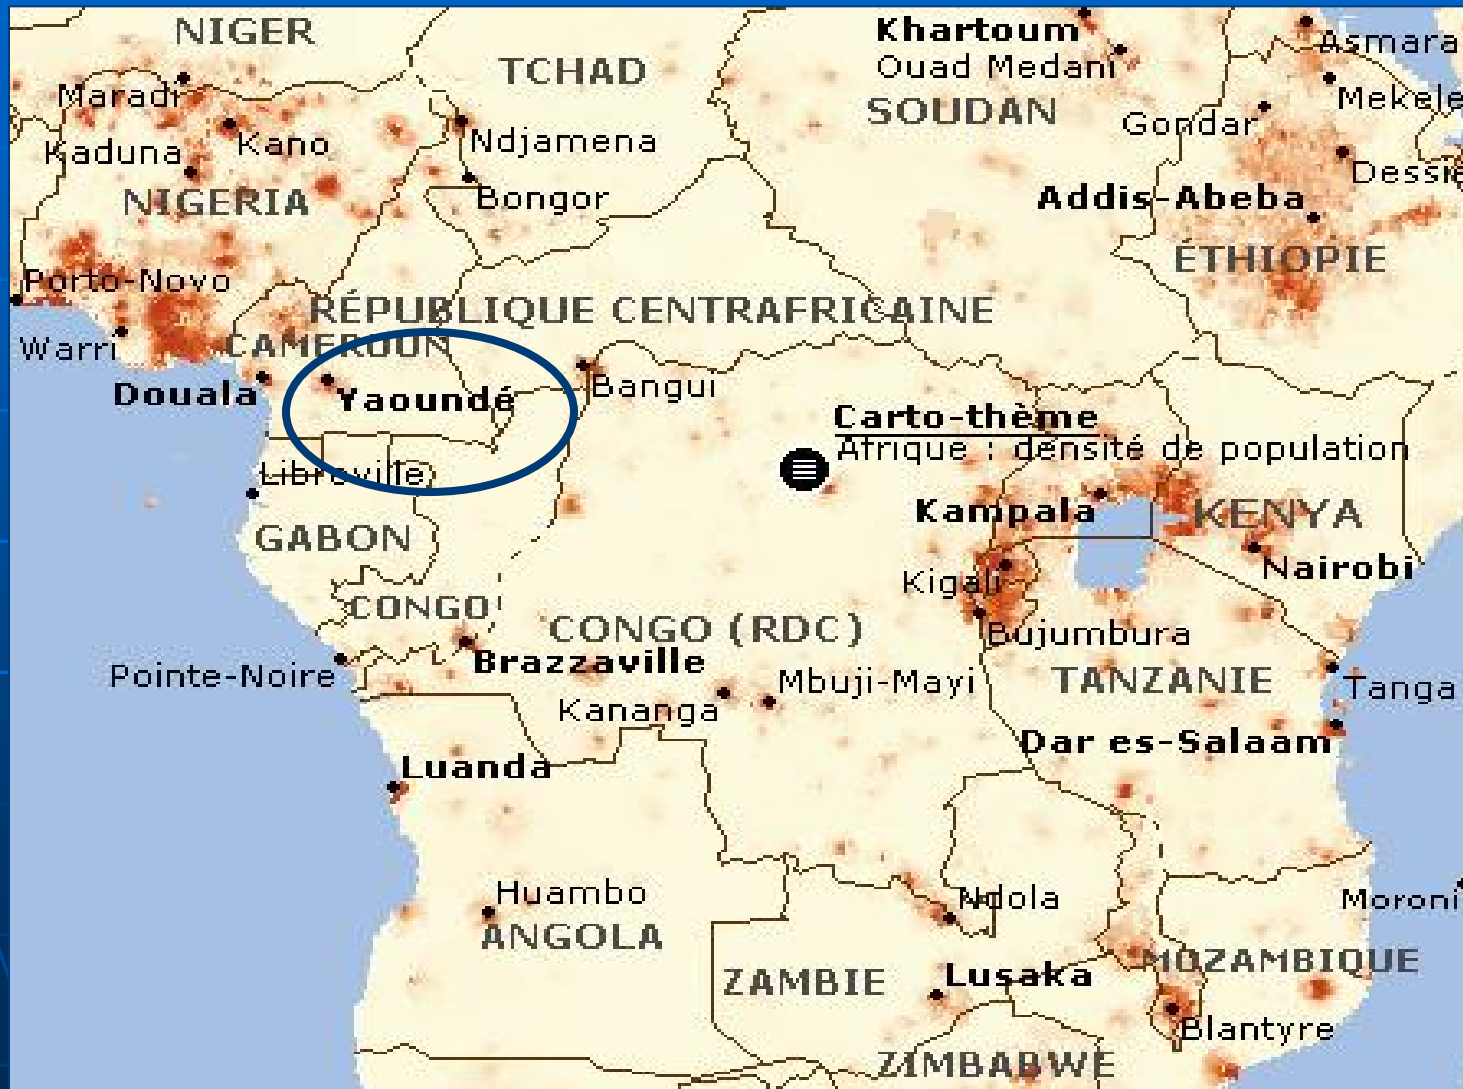 NIGER
Khartoum
Asmara
TCHAD
Ouad Medani
Maradi
Mekele
SOUDAN
Gondar
Kano
Ndjamena
Kaduna
Dessie
NIGERIA
Bongor
Addis-Abeba
ÉTHIOPIE
Porto-Novo
RÉPUBLIQUE CENTRAFRICAINE
Warri
CAMEROUN
Douala
Yaoundé
Bangui
Carto-thème
Afrique : densité de population
Libreville
Kampala
KENYA
GABON
Nairobi
Kigali
CONGO
CONGO (RDC)
Bujumbura
Brazzaville
Pointe-Noire
Mbuji-Mayi
TANZANIE
Tanga
Kananga
Dar es-Salaam
Luanda
Huambo
Ndola
Moroni
ANGOLA
MOZAMBIQUE
ZAMBIE
Lusaka
Blantyre
ZIMBABWE